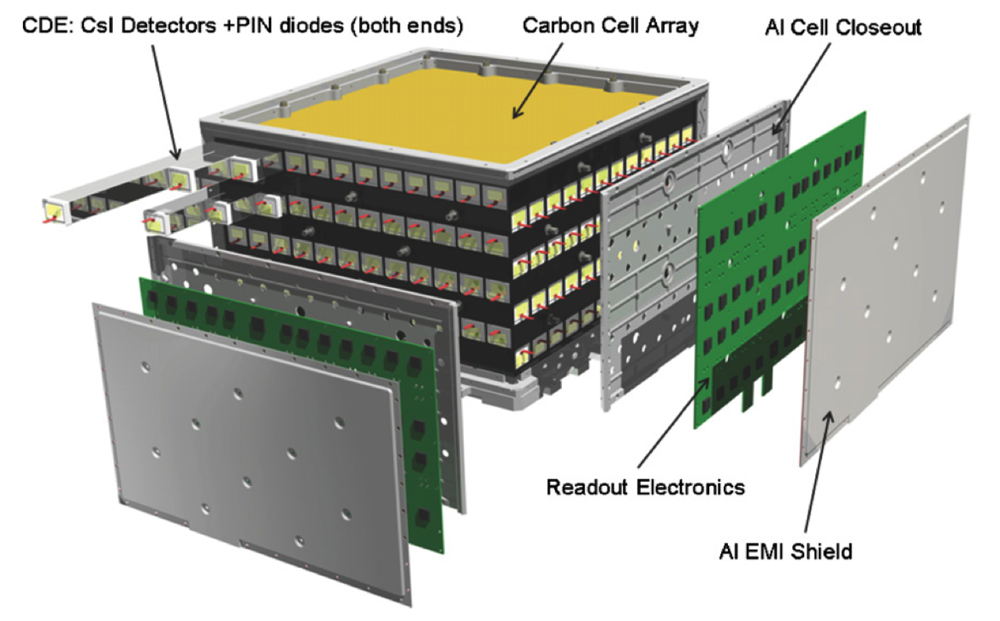 CDE: CsI Detectors +PIN diodes (both ends)
Carbon Cell Array
Al Cell Closeout
Readout Electronics
Al EMI Shield